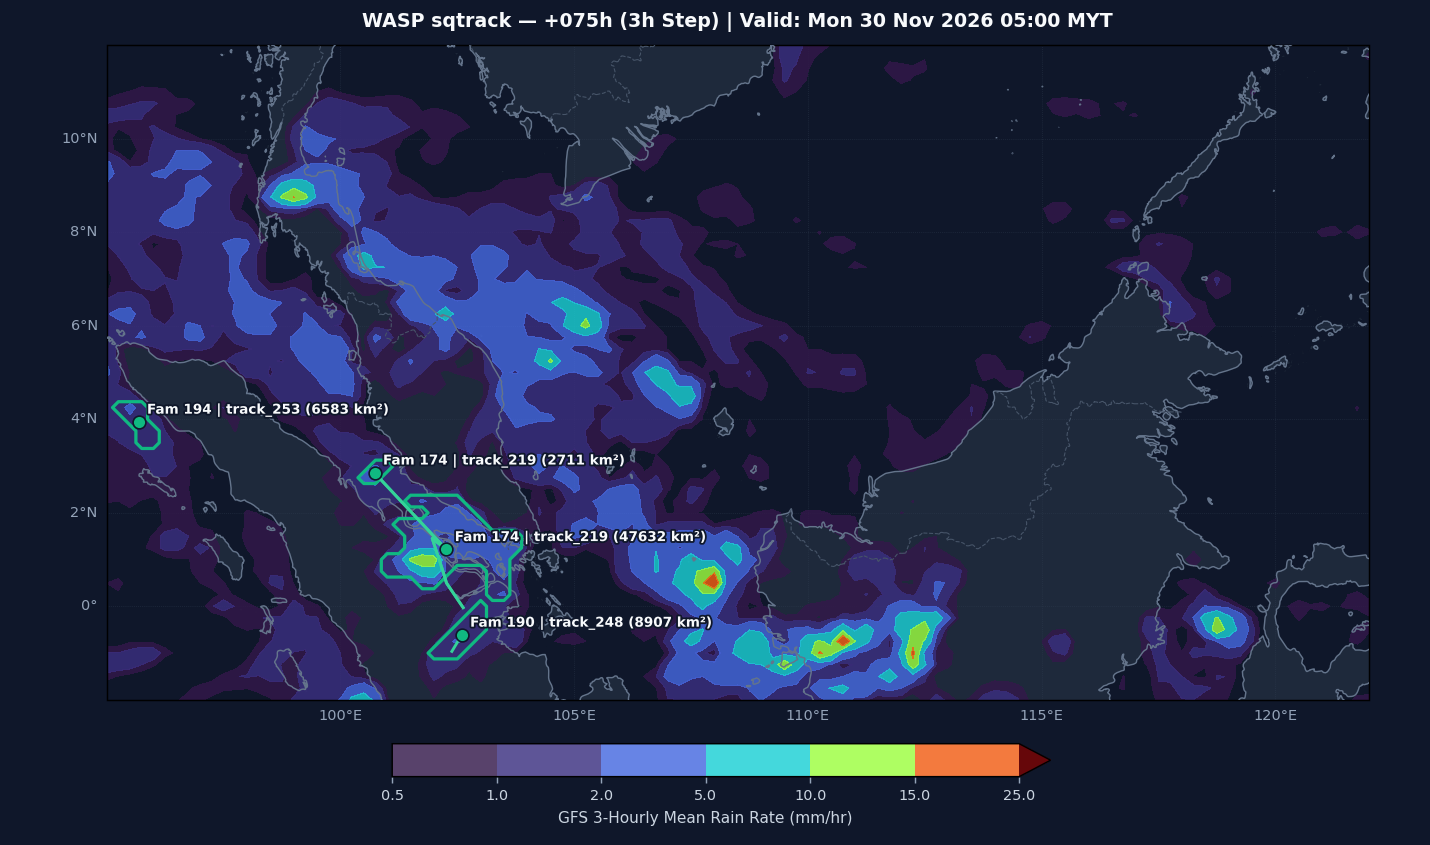 WASP sqtrack — +075h (3h Step) | Valid: Mon 30 Nov 2026 05:00 MYT
10°N
8°N
6°N
4°N
2°N
0°
Fam 194 | track_253 (6583 km²)
Fam 174 | track_219 (2711 km²)
Fam 174 | track_219 (47632 km²)
Fam 190 | track_248 (8907 km²)
100°E 105°E 110°E 115°E 120°E
0.5 1.0 2.0 5.0 10.0 15.0 25.0
GFS 3-Hourly Mean Rain Rate (mm/hr)